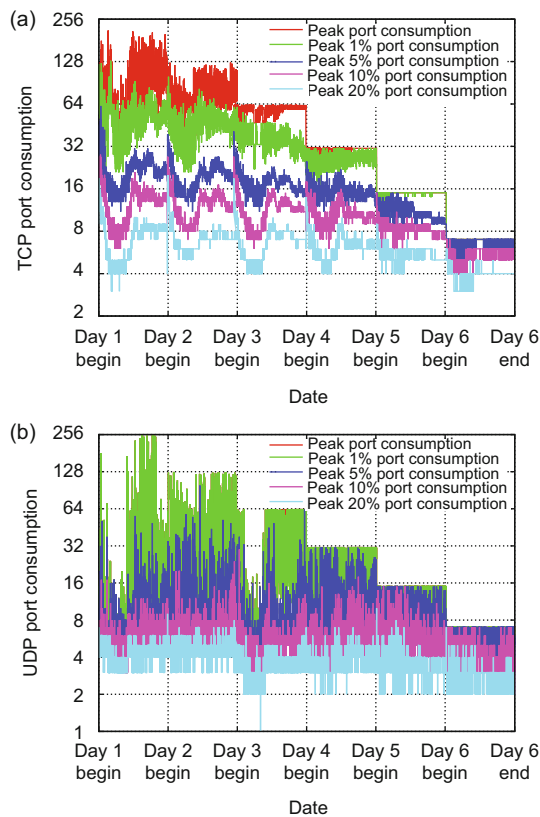 (a)
256
128
64
32
16
8
4
2
TCP port consumption
Peak port consumption
Peak 1% port consumption
Peak 5% port consumption
Peak 10% port consumption
Peak 20% port consumption
Day 1 begin
Day 2 begin
Day 3 begin
Day 4 begin
Day 5 begin
Day 6 begin
Day 6 end
Date
(b)
256
128
64
32
16
8
4
2
1
UDP port consumption
Peak port consumption
Peak 1% port consumption
Peak 5% port consumption
Peak 10% port consumption
Peak 20% port consumption
Day 1 begin
Day 2 begin
Day 3 begin
Day 4 begin
Day 5 begin
Day 6 begin
Day 6 end
Date